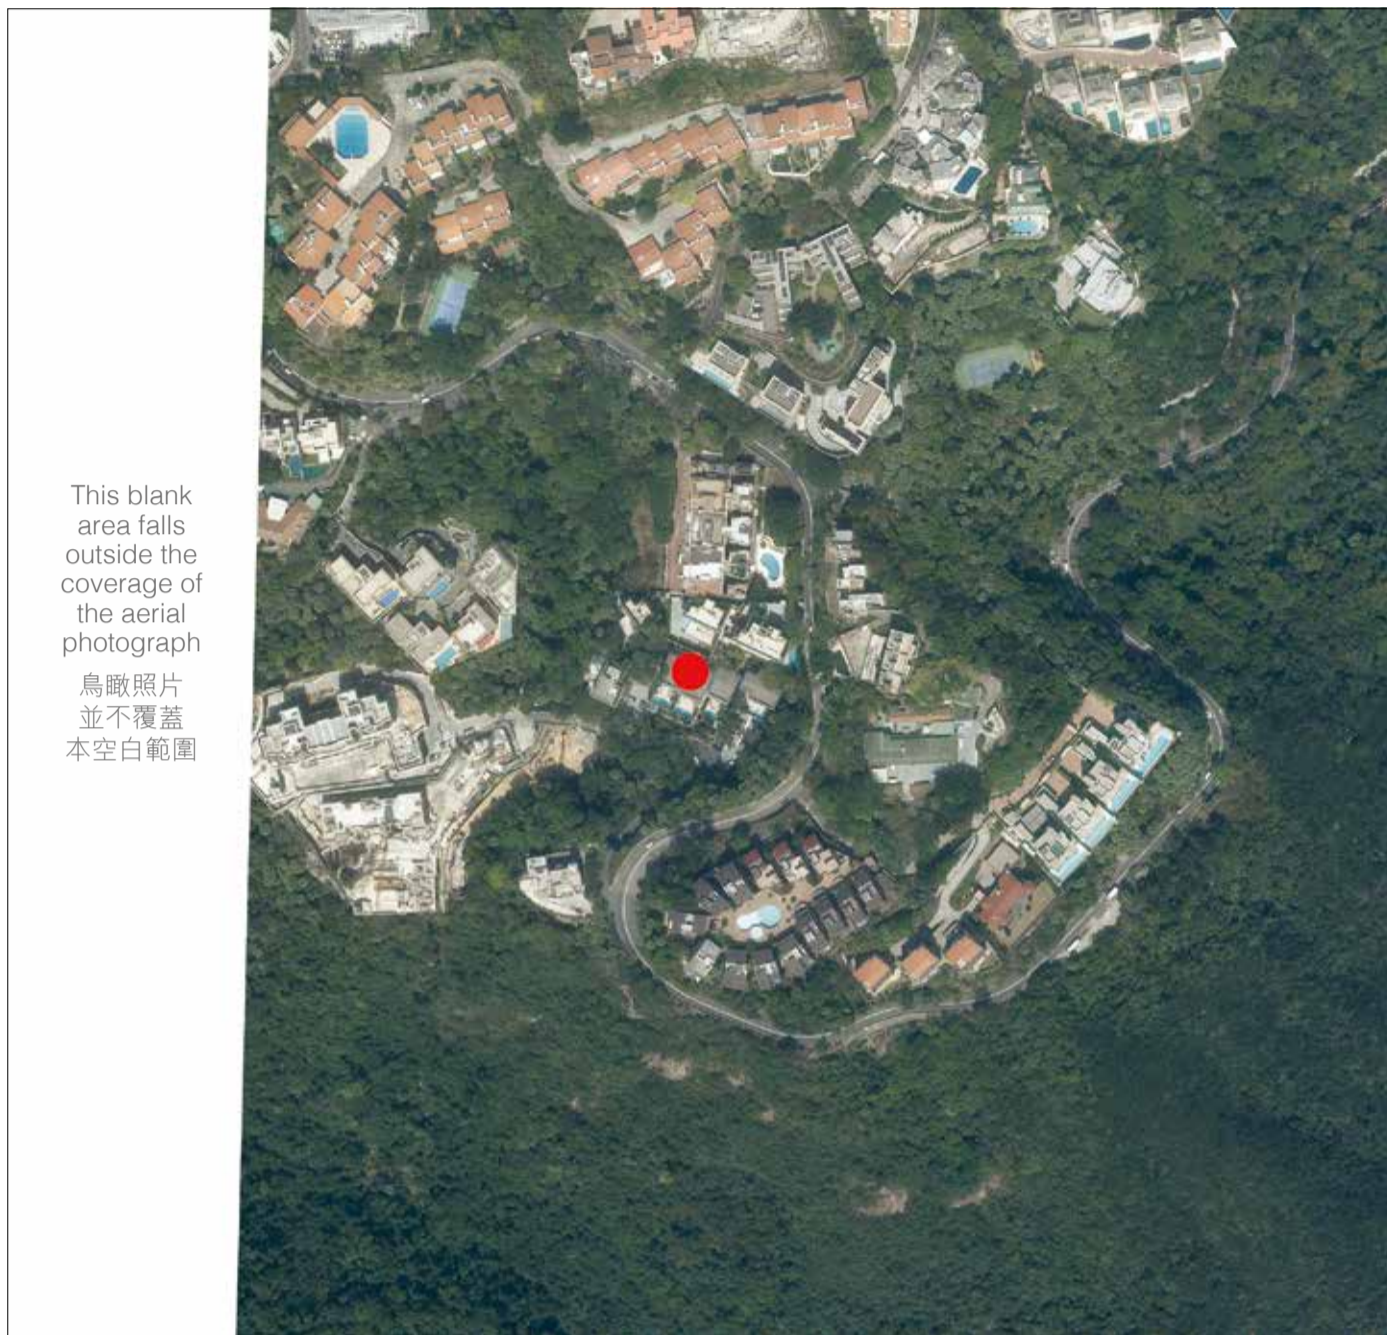 This blank
area falls
outside the
coverage of
the aerial
photograph
鳥瞰照片
並不覆蓋
本空白範圍